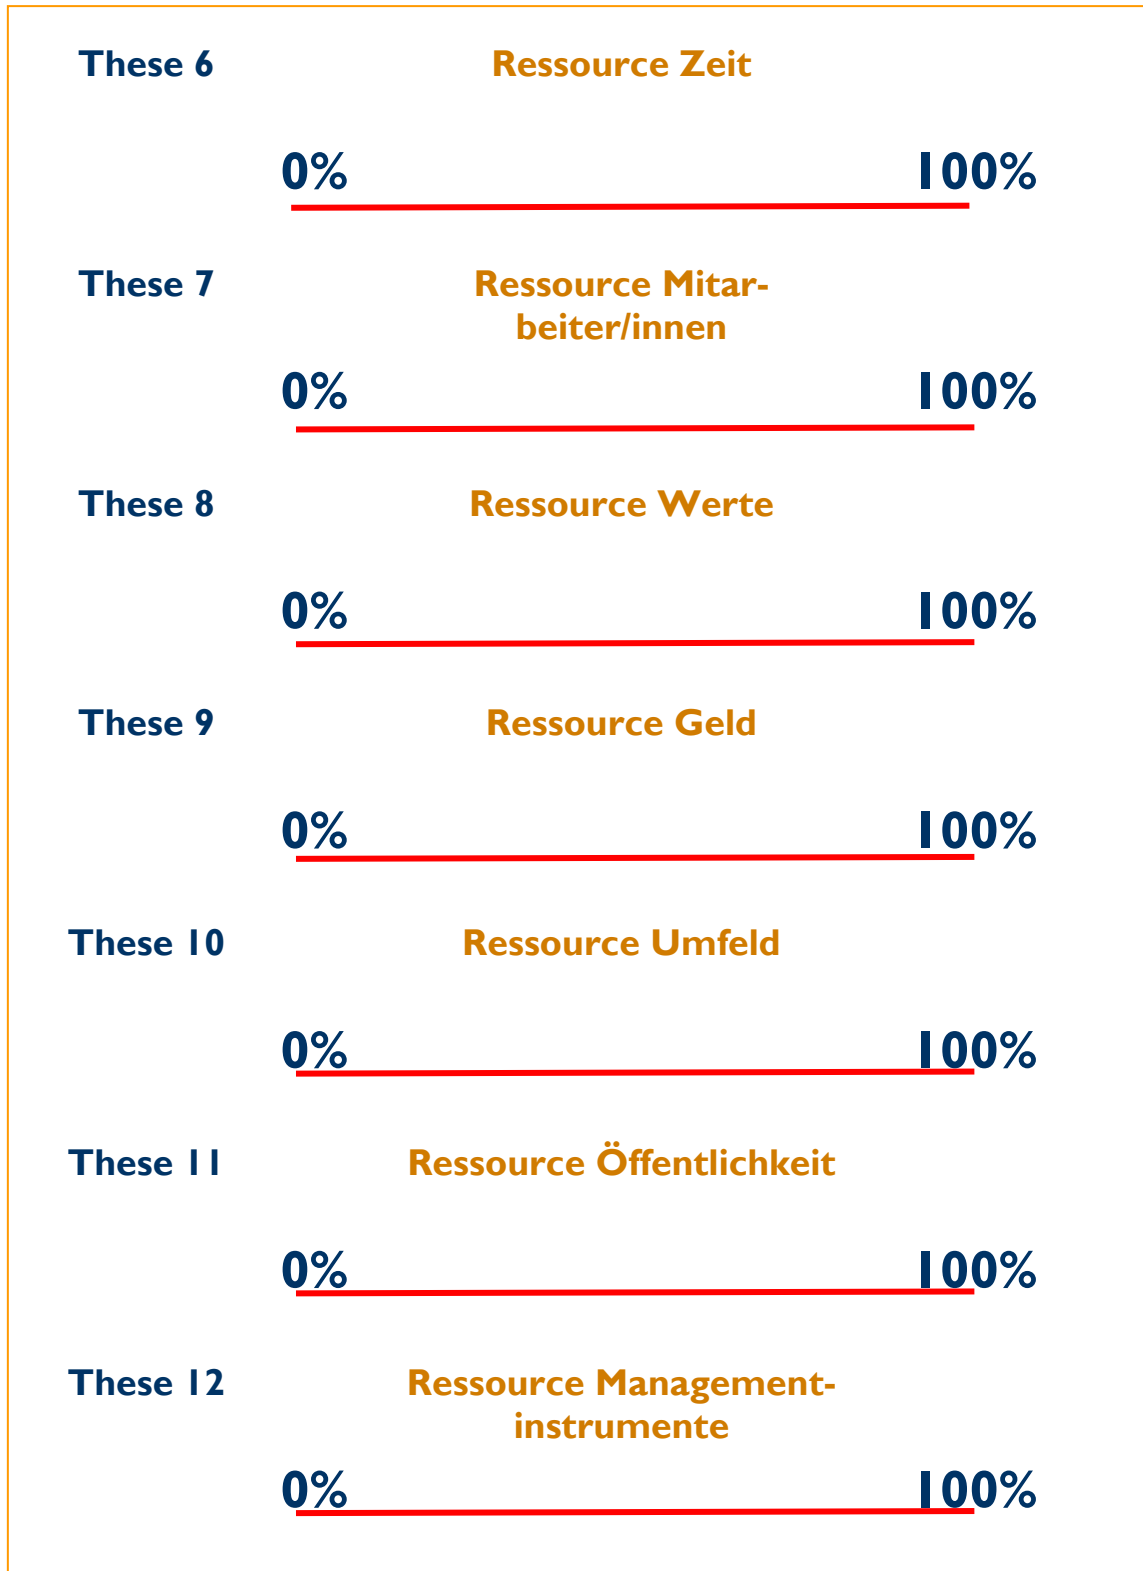 These 6 Ressource Zeit
0% 100%
These 7 Ressource Mitar-
beiter/innen
0% 100%
These 8 Ressource Werte
0% 100%
These 9 Ressource Geld
0% 100%
These 10 Ressource Umfeld
0% 100%
These 11 Ressource Öffentlichkeit
0% 100%
These 12 Ressource Management-
instrumente
0% 100%